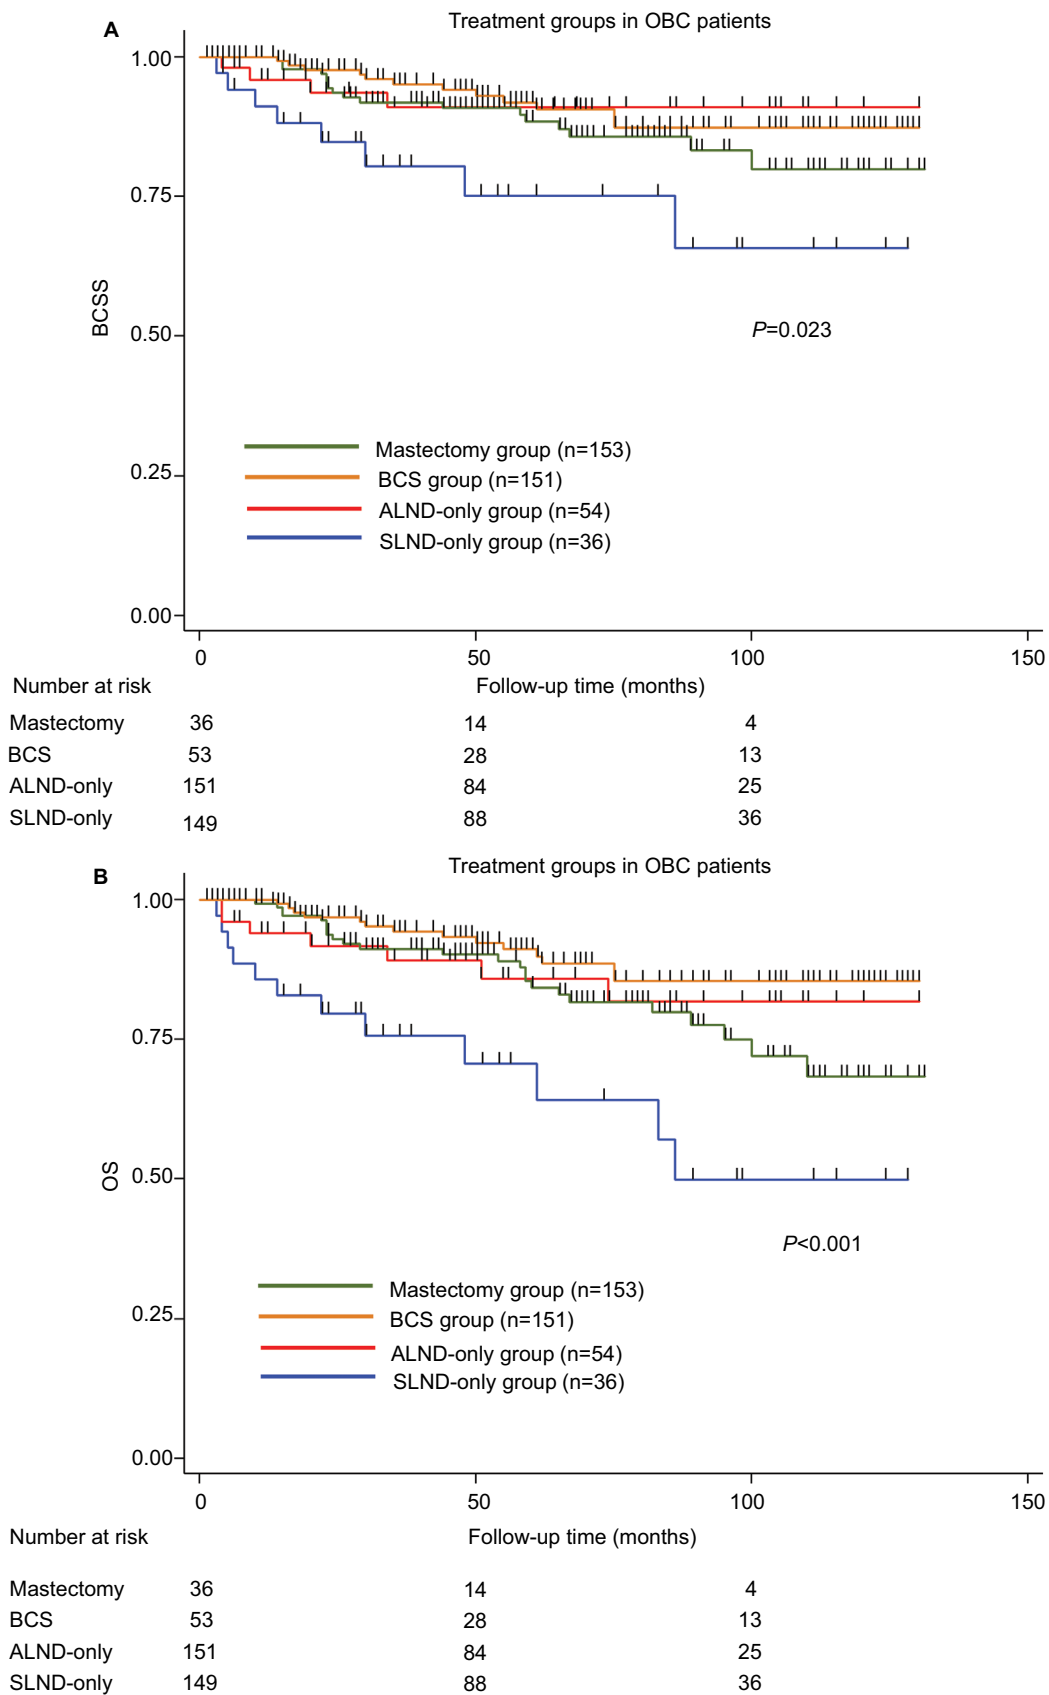 A
Treatment groups in OBC patients
1.00
0.75
0.50
0.25
0.00
BCSS
P=0.023
Mastectomy group (n=153)
BCS group (n=151)
ALND-only group (n=54)
SLND-only group (n=36)
0 50 100 150
Number at risk Follow-up time (months)
Mastectomy 36 14 4
BCS 53 28 13
ALND-only 151 84 25
SLND-only 149 88 36
B
Treatment groups in OBC patients
1.00
0.75
0.50
0.25
0.00
OS
P<0.001
Mastectomy group (n=153)
BCS group (n=151)
ALND-only group (n=54)
SLND-only group (n=36)
0 50 100 150
Number at risk Follow-up time (months)
Mastectomy 36 14 4
BCS 53 28 13
ALND-only 151 84 25
SLND-only 149 88 36